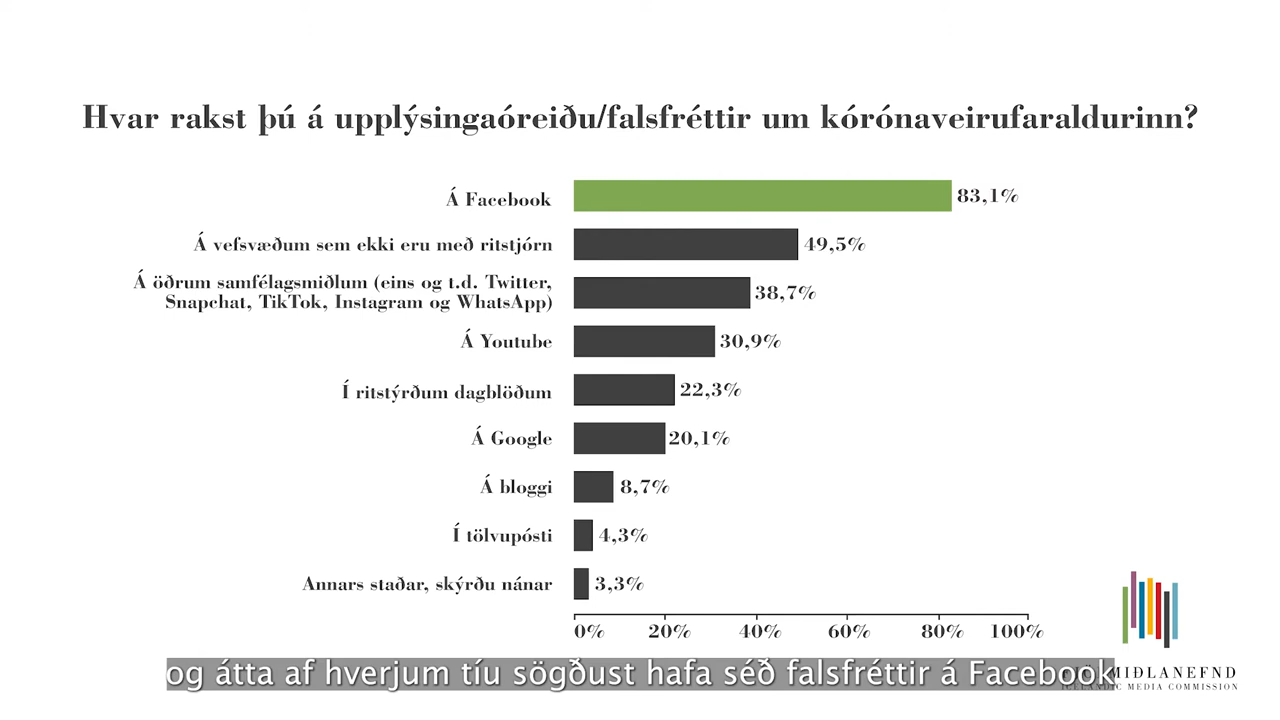 Hvar rakst þú á upplýsingaóreiðu/falsfréttir um kórónaveirufaraldurinn?
Á Facebook 83,1%
Á vefsvæðum sem ekki eru með ritstjórn 49,5%
Á öðrum samfélagsmiðlum (eins og t.d. Twitter,
Snapchat, TikTok, Instagram og WhatsApp) 38,7%
Á Youtube 30,9%
Í ritstýrðum dagblöðum 22,3%
Á Google 20,1%
Á bloggi 8,7%
Í tölvupósti 4,3%
Annars staðar, skýrðu nánar 3,3%
0% 20% 40% 60% 80% 100%
og átta af hverjum tíu sögðust hafa séð falsfréttir á Facebook
MEDIA COMMISSION